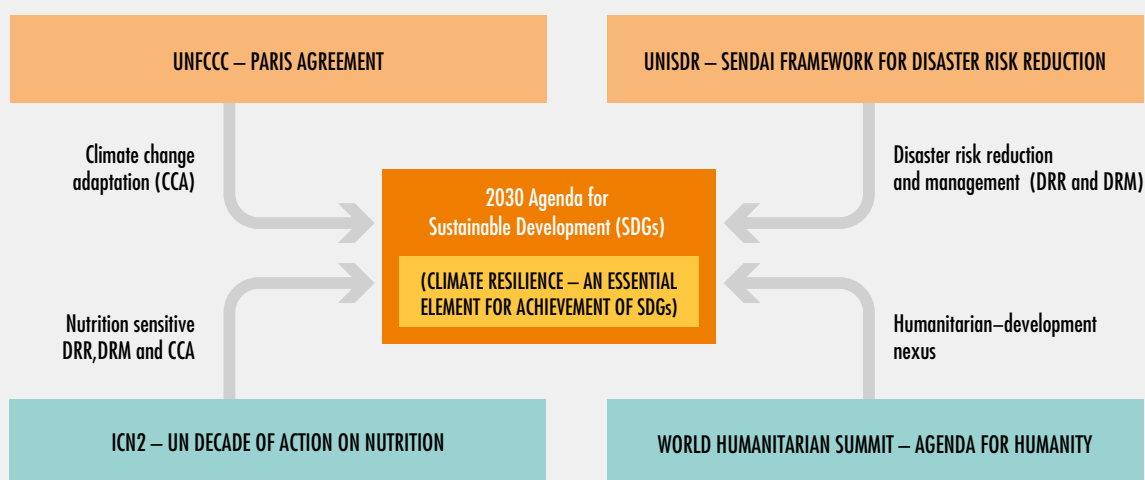 UNFCCC – PARIS AGREEMENT
UNISDR – SENDAI FRAMEWORK FOR DISASTER RISK REDUCTION
Climate change
adaptation (CCA)
Disaster risk reduction
and management (DRR and DRM)
2030 Agenda for
Sustainable Development (SDGs)
(CLIMATE RESILIENCE – AN ESSENTIAL
ELEMENT FOR ACHIEVEMENT OF SDGs)
Nutrition sensitive
DRR,DRM and CCA
Humanitarian–development
nexus
ICN2 – UN DECADE OF ACTION ON NUTRITION
WORLD HUMANITARIAN SUMMIT – AGENDA FOR HUMANITY